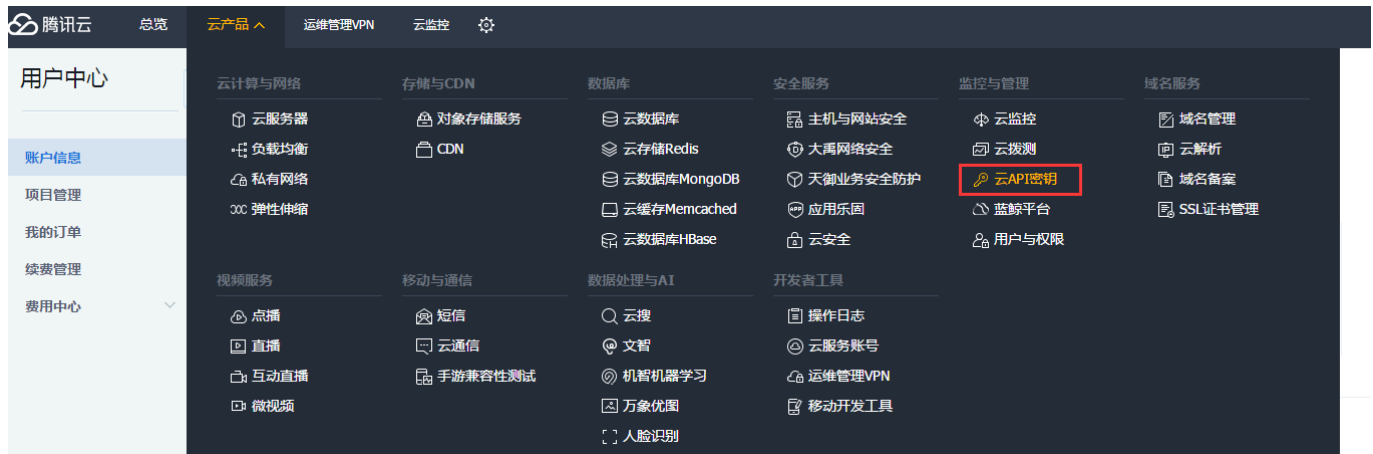 腾讯云 总览 云产品 运维管理VPN 云监控
用户中心
账户信息
项目管理
我的订单
续费管理
费用中心
云计算与网络 存储与CDN 数据库 安全服务 监控与管理 域名服务
云服务器 对象存储服务 云数据库 主机与网站安全 云监控 域名管理
负载均衡 CDN 云存储Redis 大禹网络安全 云拨测 云解析
私有网络 云数据库MongoDB 天御业务安全防护 云API密钥 域名备案
弹性伸缩 云缓存Memcached 应用乐固 蓝鲸平台 SSL证书管理
云数据库HBase 云安全 用户与权限
视频服务 移动与通信 数据处理与AI 开发者工具
点播 短信 云搜 操作日志
直播 云通信 文智 云服务账号
互动直播 手游兼容性测试 机智机器学习 运维管理VPN
微视频 万象优图 移动开发工具
人脸识别